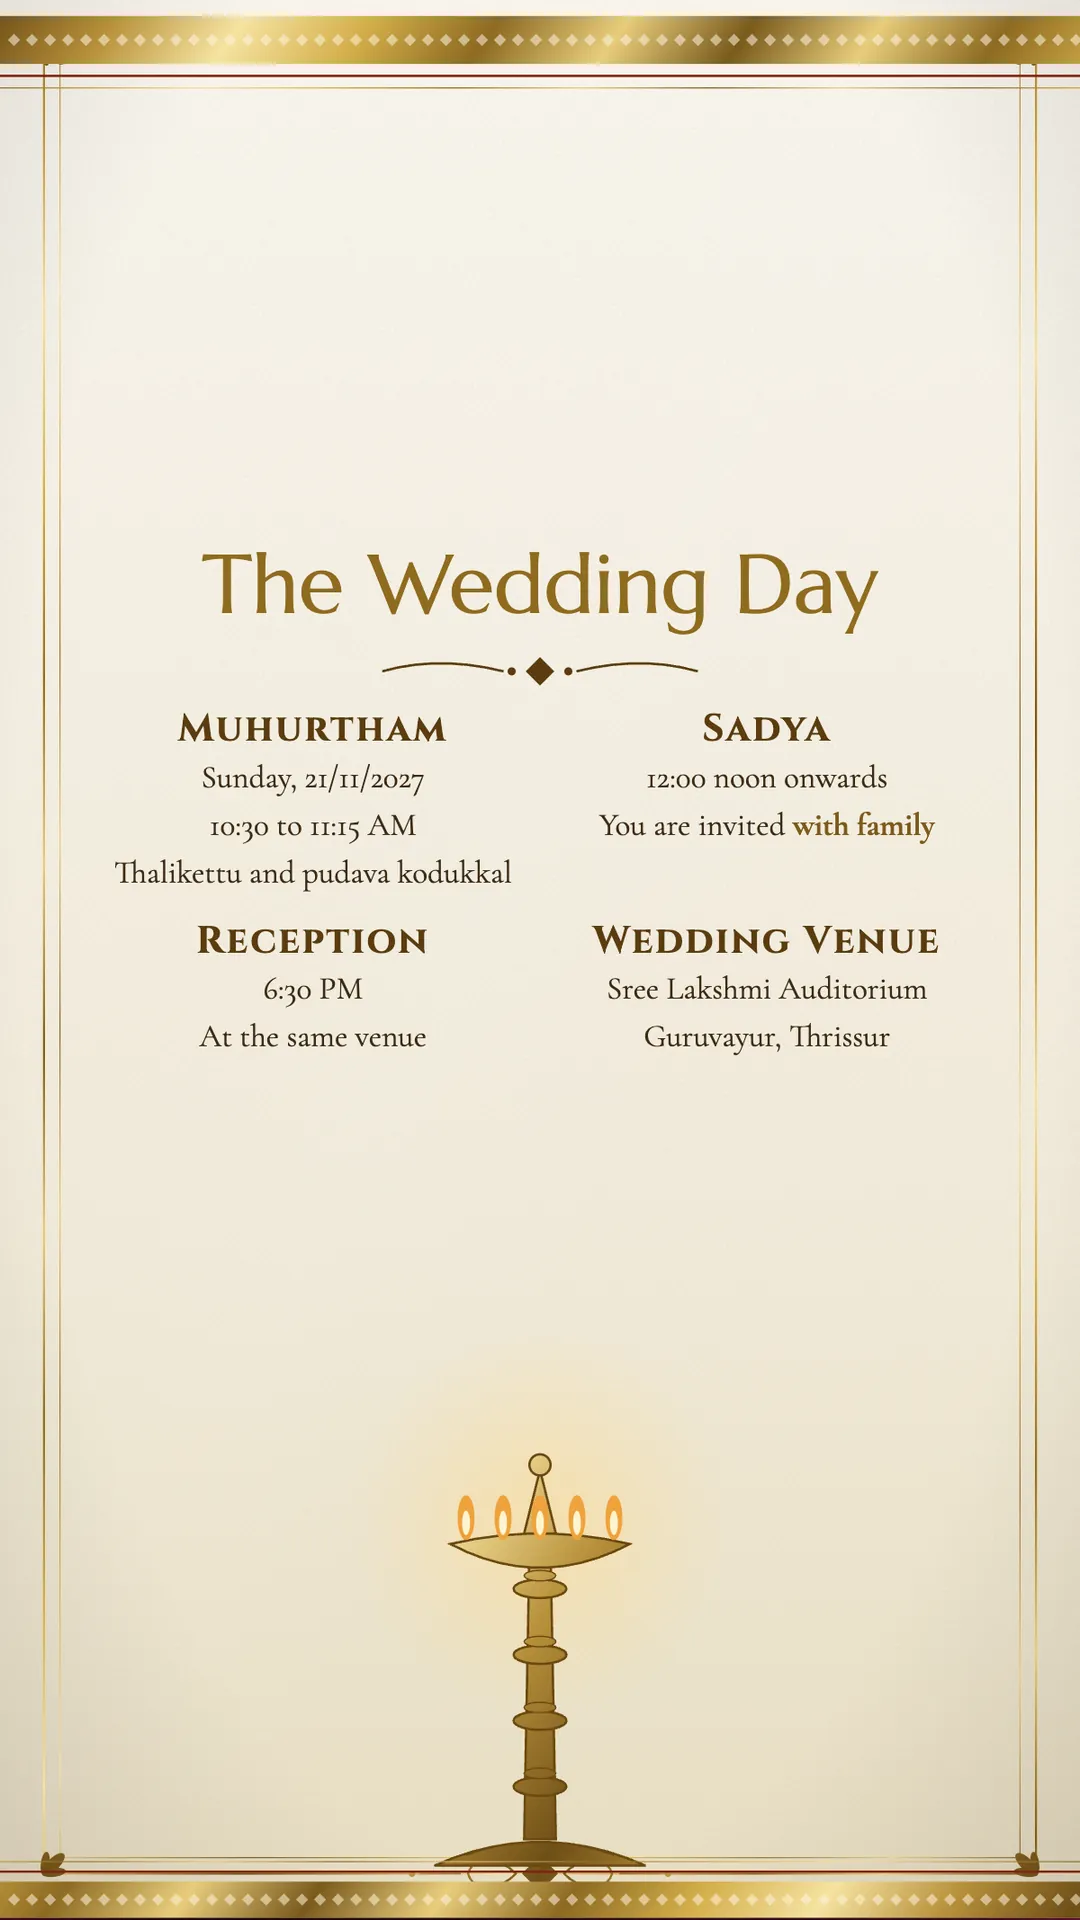 The Wedding Day
Muhurtham
Sunday, 21/11/2027
10:30 to 11:15 AM
Thalikettu and pudava kodukkal
Sadya
12:00 noon onwards
You are invited with family
Reception
6:30 PM
At the same venue
Wedding Venue
Sree Lakshmi Auditorium
Guruvayur, Thrissur